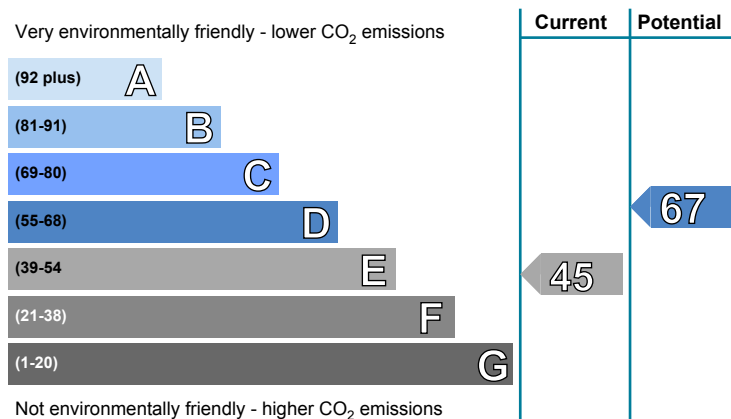 Current Potential
Very environmentally friendly - lower CO2 emissions
(92 plus) A
(81-91) B
(69-80) C
67
(55-68) D
(39-54 E
45
(21-38) F
(1-20) G
Not environmentally friendly - higher CO2 emissions